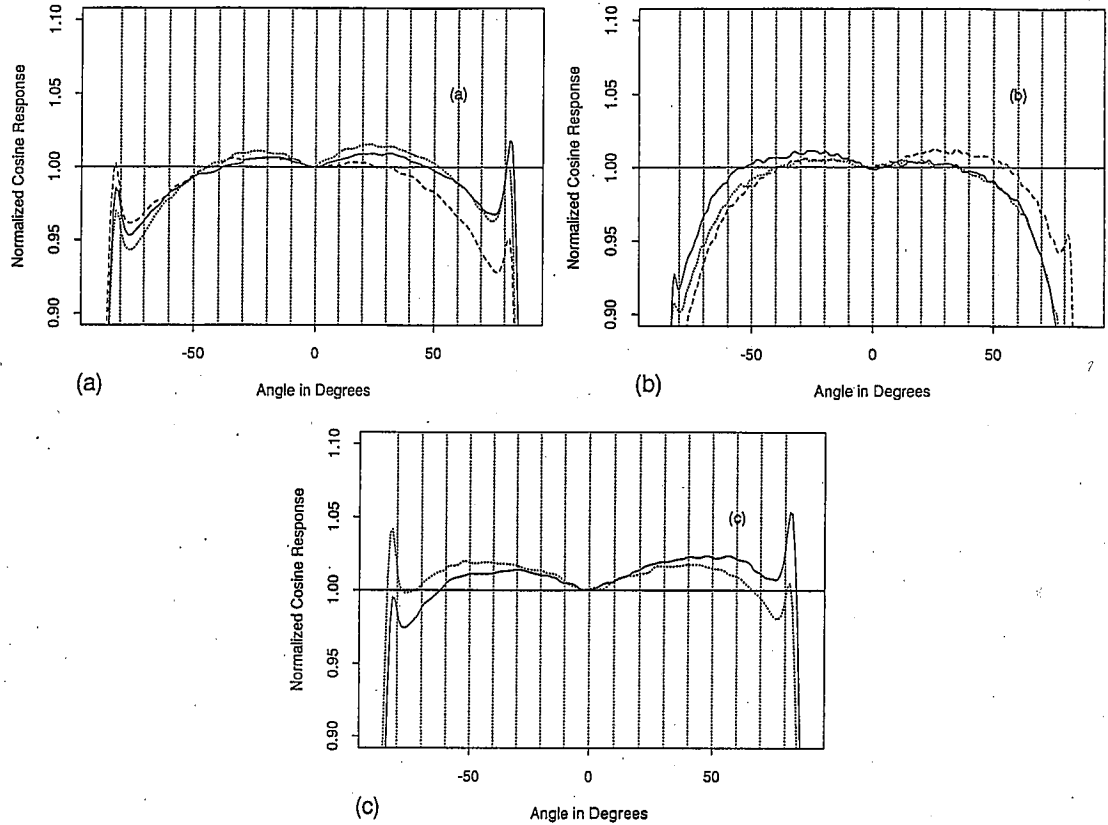 Normalized Cosine Response
1.10
1.05
1.00
0.95
0.90
(a)
-50
0
50
Angle in Degrees
(a)
Normalized Cosine Response
1.10
1.05
1.00
0.95
0.90
(b)
-50
0
50
Angle in Degrees
(b)
Normalized Cosine Response
1.10
1.05
1.00
0.95
0.90
(c)
-50
0
50
Angle in Degrees
(c)